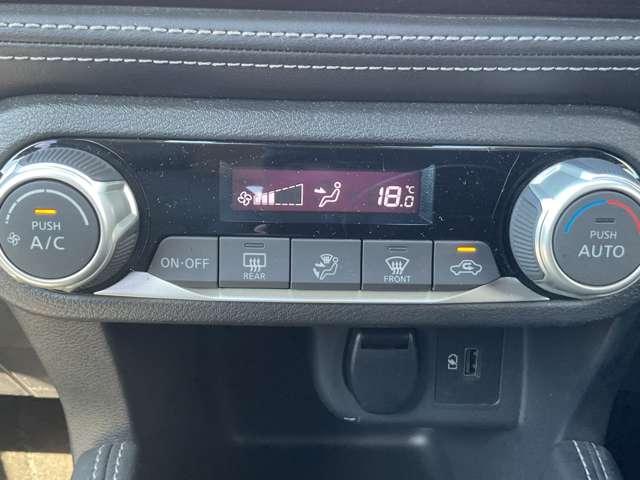 18.0 °C
PUSH
A/C
ON·OFF
REAR
FRONT
PUSH
AUTO